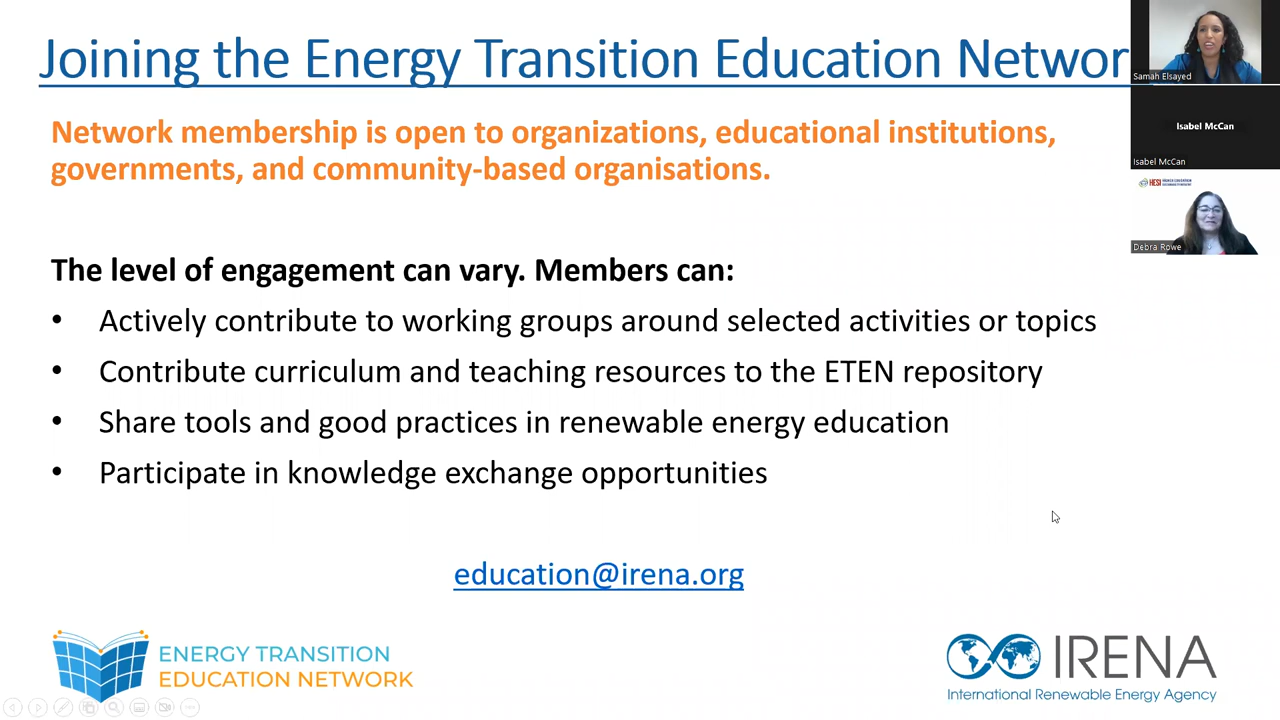 Joining the Energy Transition Education Networ
Network membership is open to organizations, educational institutions,
governments, and community-based organisations.
The level of engagement can vary. Members can:
• Actively contribute to working groups around selected activities or topics
• Contribute curriculum and teaching resources to the ETEN repository
• Share tools and good practices in renewable energy education
• Participate in knowledge exchange opportunities
education@irena.org
ENERGY TRANSITION
EDUCATION NETWORK
IRENA
International Renewable Energy Agency
Samah Elsayed
Isabel McCan
Isabel McCan
HESI
Debra Rowe